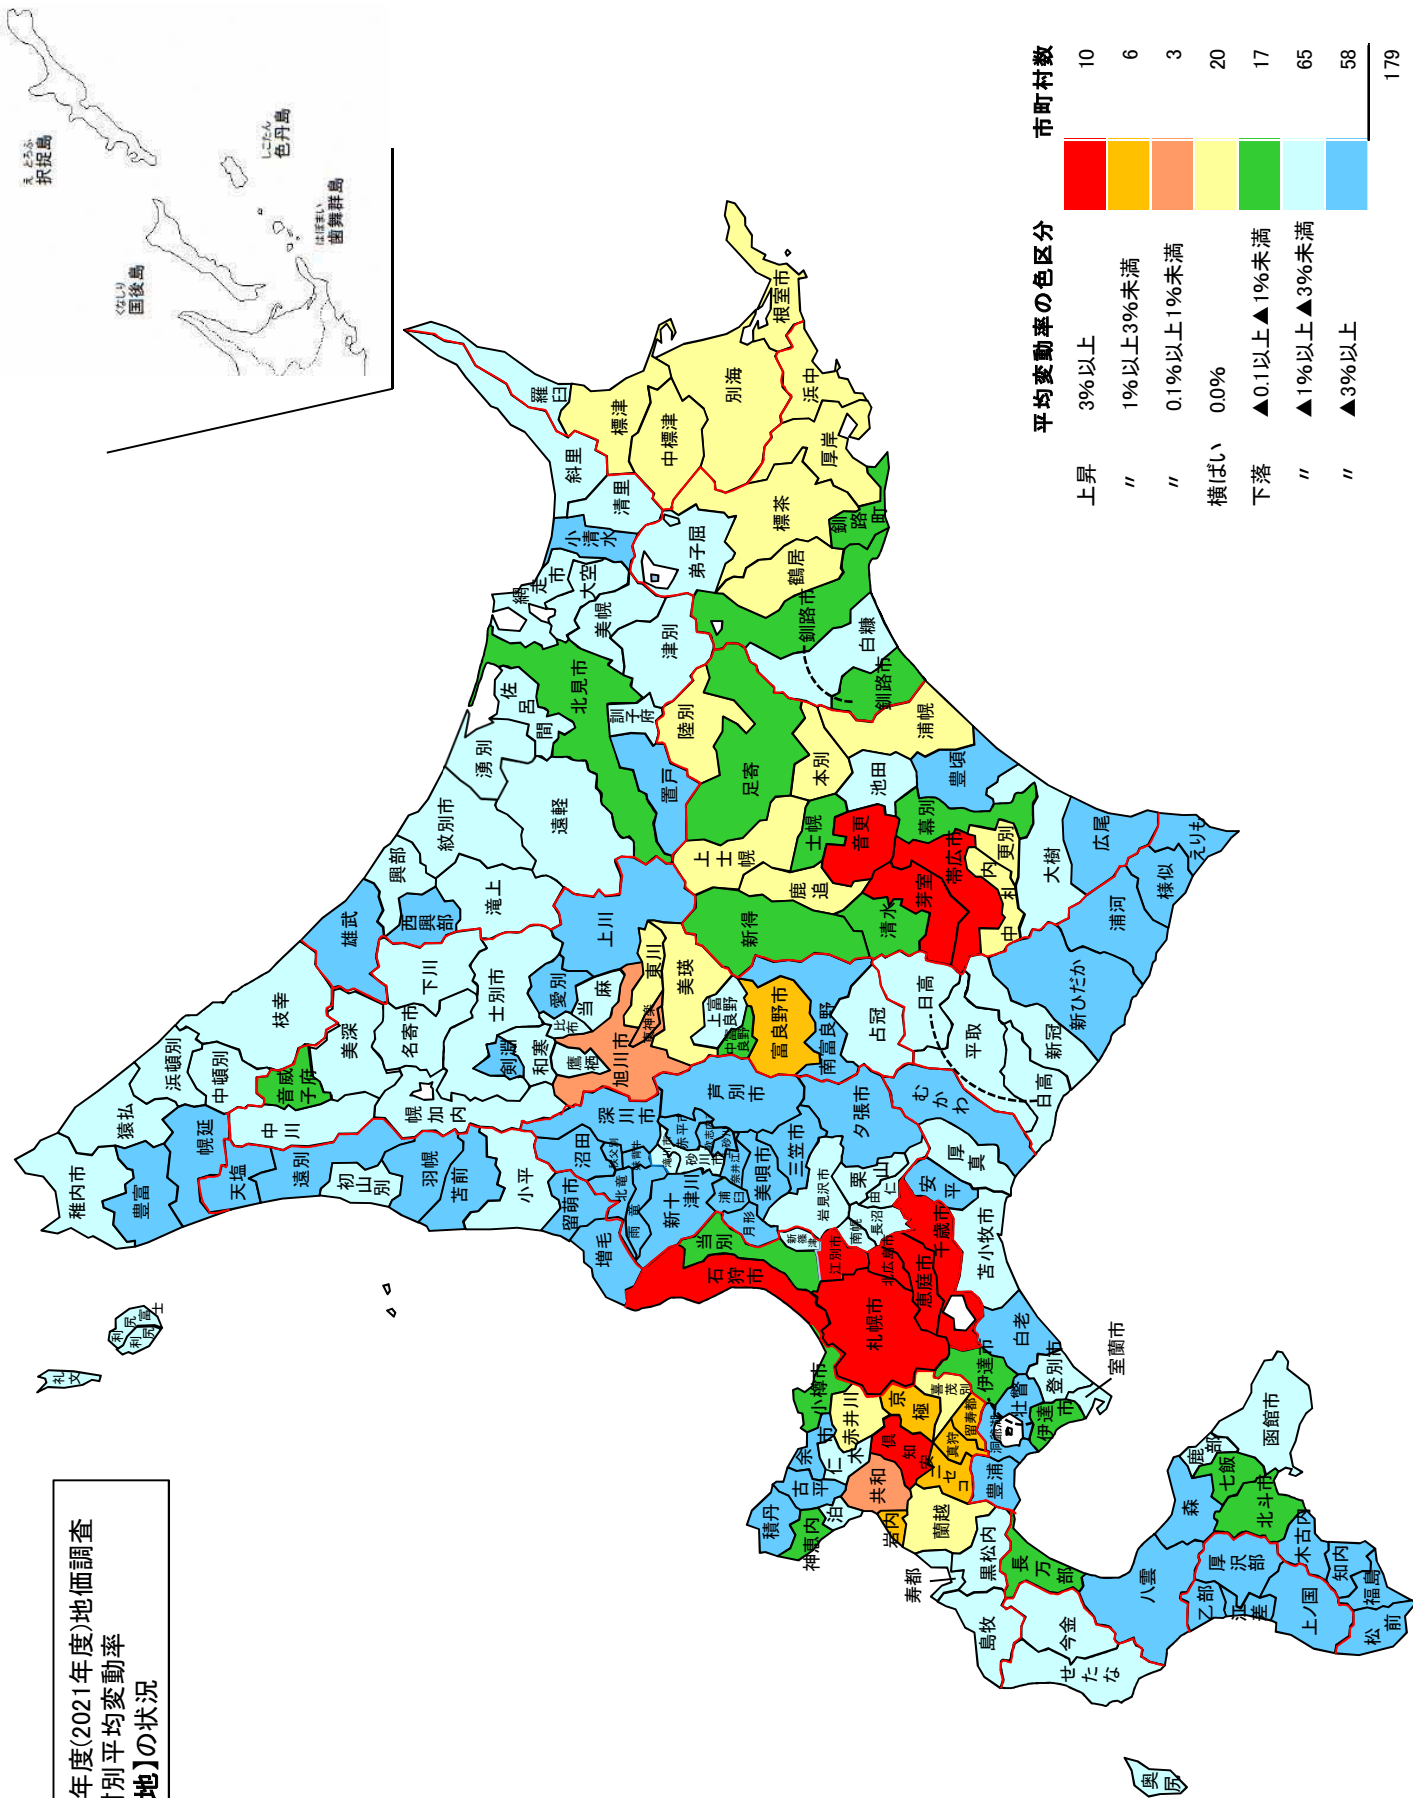 年度(2021年度)地価調査
別平均変動率
地】の状況
えとろふ
択捉島
くなしり
国後島
しこたん
色丹島
はぼまい
歯舞群島
平均変動率の色区分 市町村数
上昇 3%以上 10
〃 1%以上3%未満 6
〃 0.1%以上1%未満 3
横ばい 0.0% 20
下落 ▲0.1以上▲1%未満 17
〃 ▲1%以上▲3%未満 65
〃 ▲3%以上 58
179
稚内市
猿払
浜頓別
枝幸
豊富
幌延
中頓別
音威子府
天塩
中川
美深
雄武
遠別
初山別
羽幌
苫前
小平
幌加内
名寄市
下川
西興部
興部
紋別市
滝上
士別市
剣淵
和寒
愛別
比布
当麻
鷹栖
旭川市
東神楽
東川
美瑛
上川
上富良野
中富良野
富良野市
南富良野
占冠
湧別
遠軽
佐呂間
北見市
置戸
訓子府
網走市
大空
美幌
津別
小清水
清里
斜里
羅臼
標津
中標津
別海
根室市
浜中
厚岸
標茶
弟子屈
鶴居
釧路町
釧路市
白糠
釧路市
陸別
足寄
本別
浦幌
池田
豊頃
上士幌
士幌
音更
幕別
鹿追
新得
清水
芽室
帯広市
更別
中札内
大樹
広尾
えりも
様似
浦河
新ひだか
新冠
日高
日高
平取
むかわ
厚真
安平
苫小牧市
白老
登別市
室蘭市
伊達市
伊達市
壮瞥
洞爺湖
豊浦
留萌市
増毛
沼田
深川市
秩父別
妹背牛
北竜
雨竜
新十津川
滝川市
赤平市
歌志内市
砂川市
上砂川
奈井江
浦臼
芦別市
美唄市
月形
三笠市
岩見沢市
夕張市
栗山
由仁
長沼
南幌
新篠津
当別
石狩市
江別市
北広島市
札幌市
恵庭市
千歳市
小樽市
余市
赤井川
仁木
古平
積丹
神恵内
泊
共和
岩内
倶知安
京極
喜茂別
留寿都
真狩
ニセコ
蘭越
黒松内
寿都
島牧
長万部
今金
せたな
八雲
森
鹿部
七飯
函館市
北斗市
木古内
知内
福島
松前
上ノ国
江差
厚沢部
乙部
奥尻
礼文
利尻
利尻富士